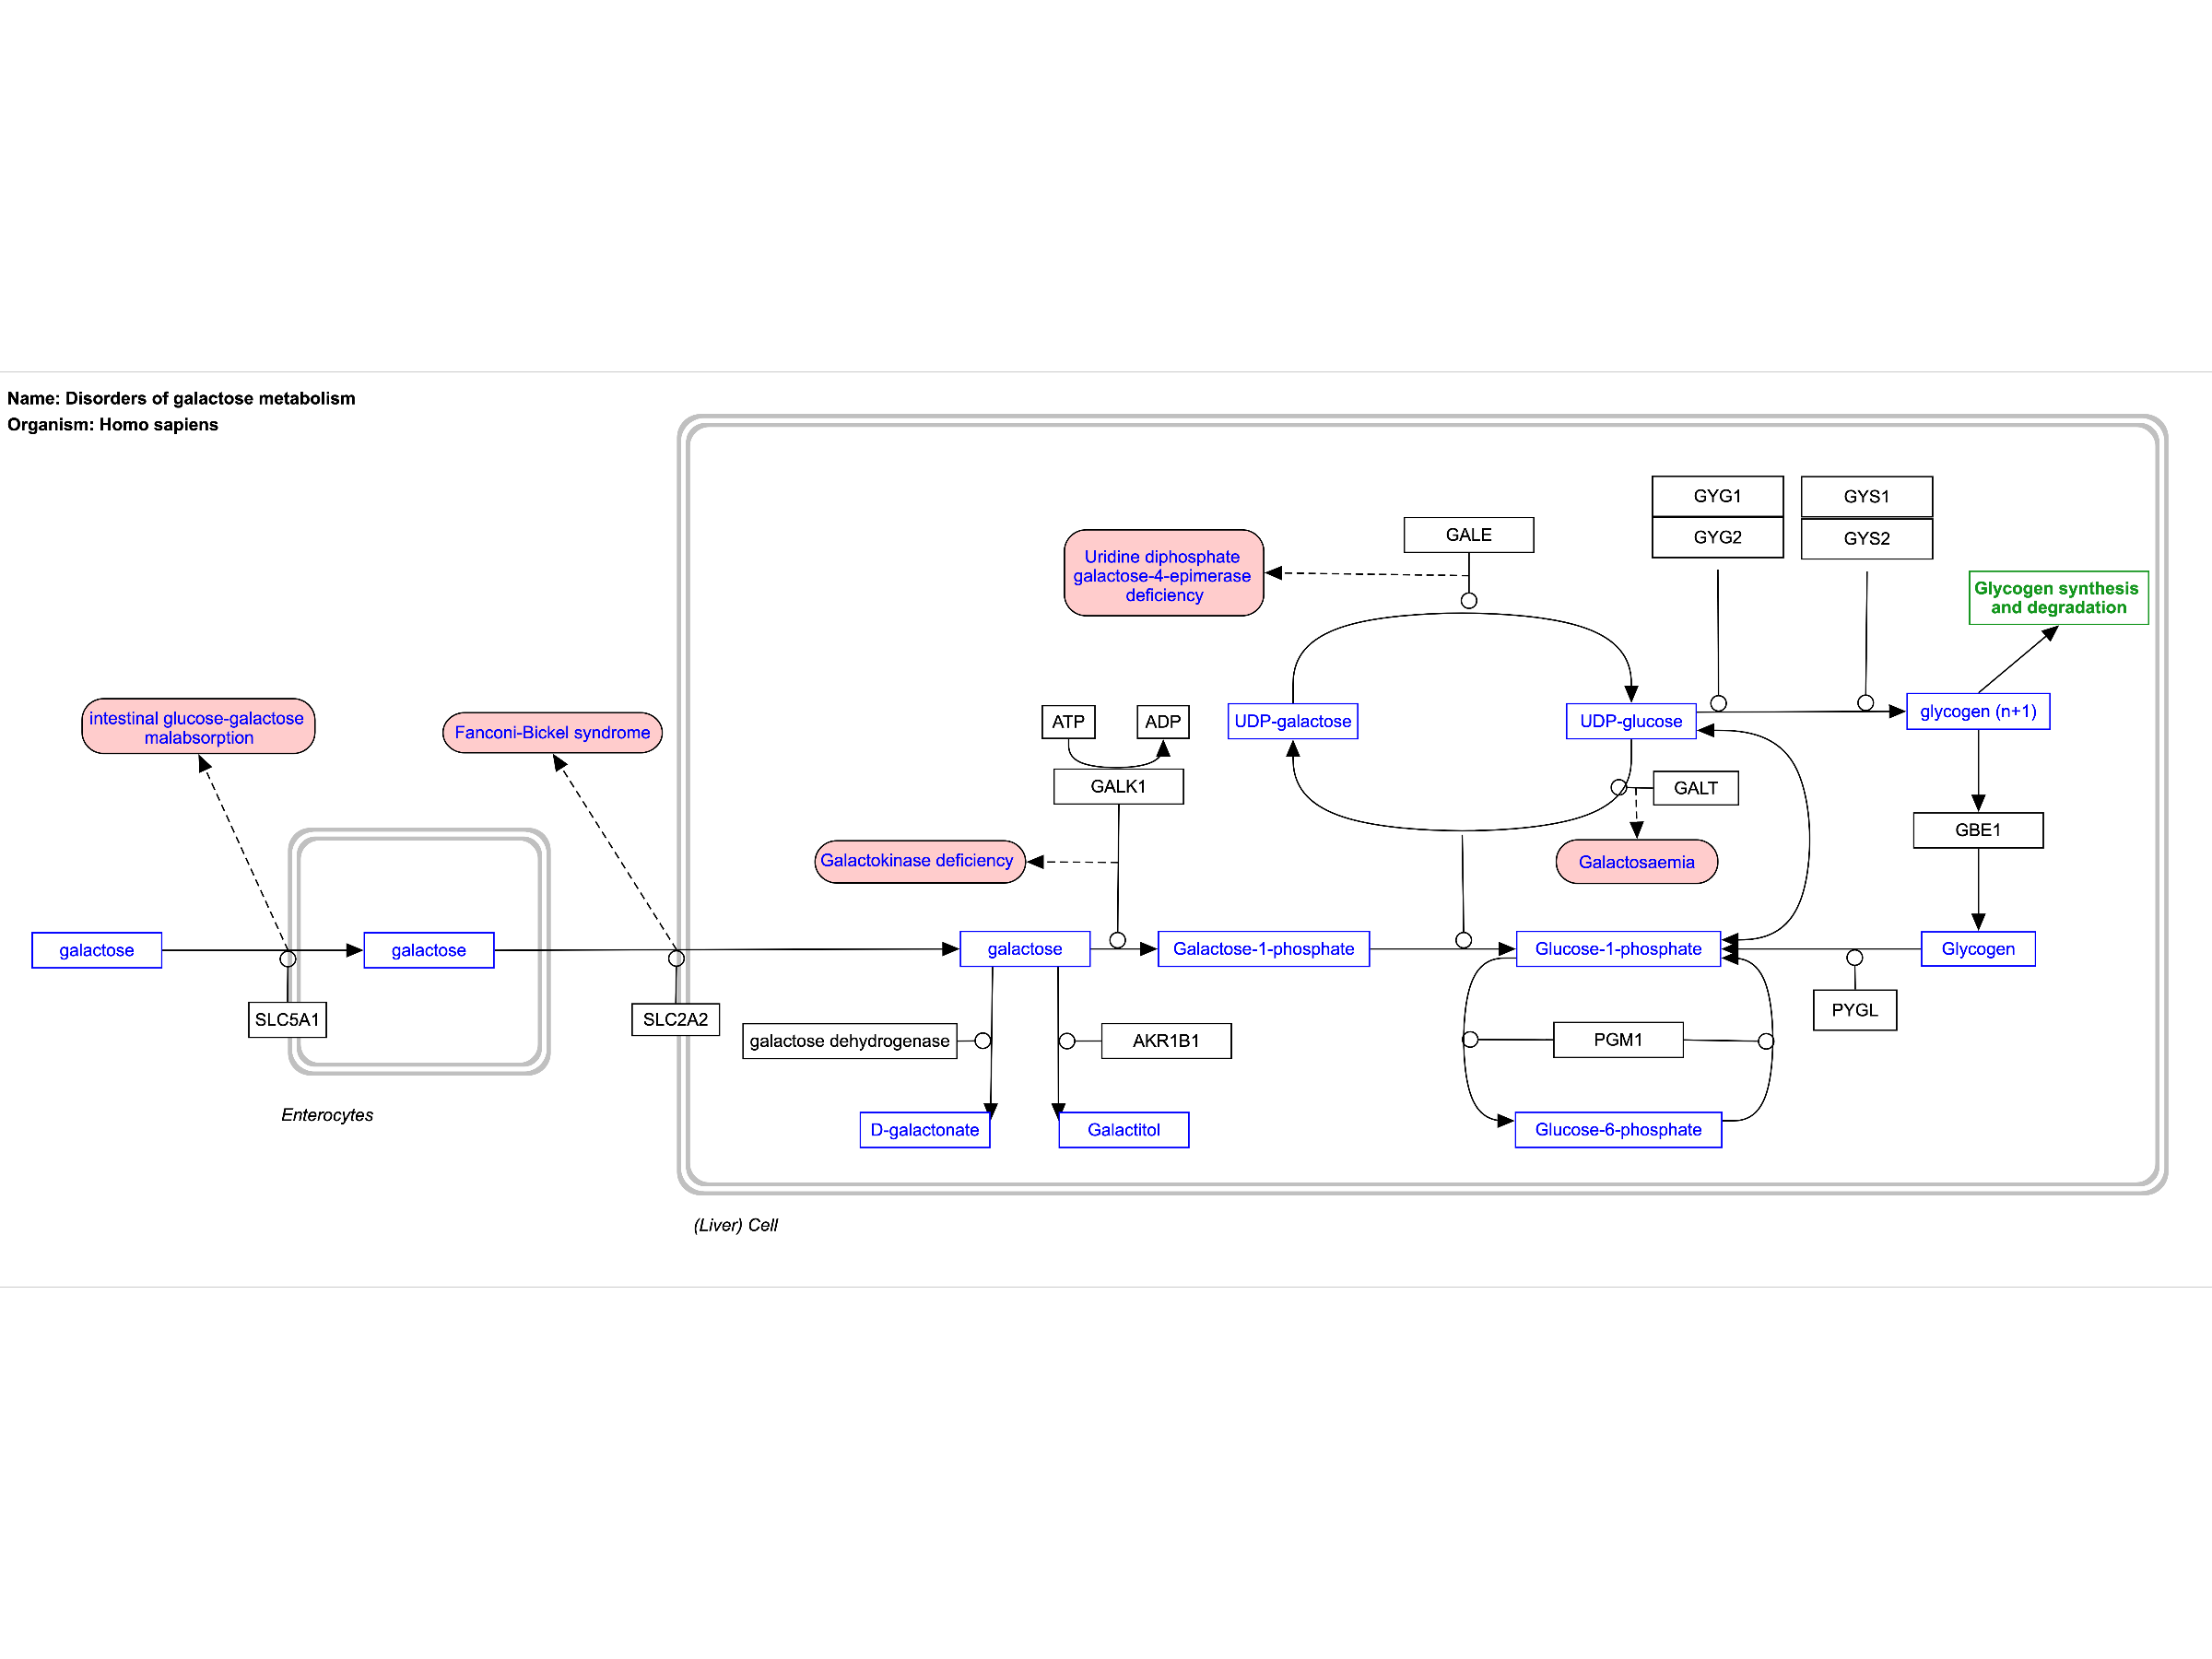 Name: Disorders of galactose metabolism
Organism: Homo sapiens
GYG1
GYS1
GALE
GYG2
GYS2
Uridine diphosphate
galactose-4-epimerase
deficiency
Glycogen synthesis
and degradation
intestinal glucose-galactose
malabsorption
Fanconi-Bickel syndrome
ATP
ADP
UDP-galactose
UDP-glucose
glycogen (n+1)
GALK1
GALT
GBE1
Galactokinase deficiency
Galactosaemia
galactose
galactose
galactose
Galactose-1-phosphate
Glucose-1-phosphate
Glycogen
SLC5A1
SLC2A2
PYGL
galactose dehydrogenase
AKR1B1
PGM1
Enterocytes
D-galactonate
Galactitol
Glucose-6-phosphate
(Liver) Cell